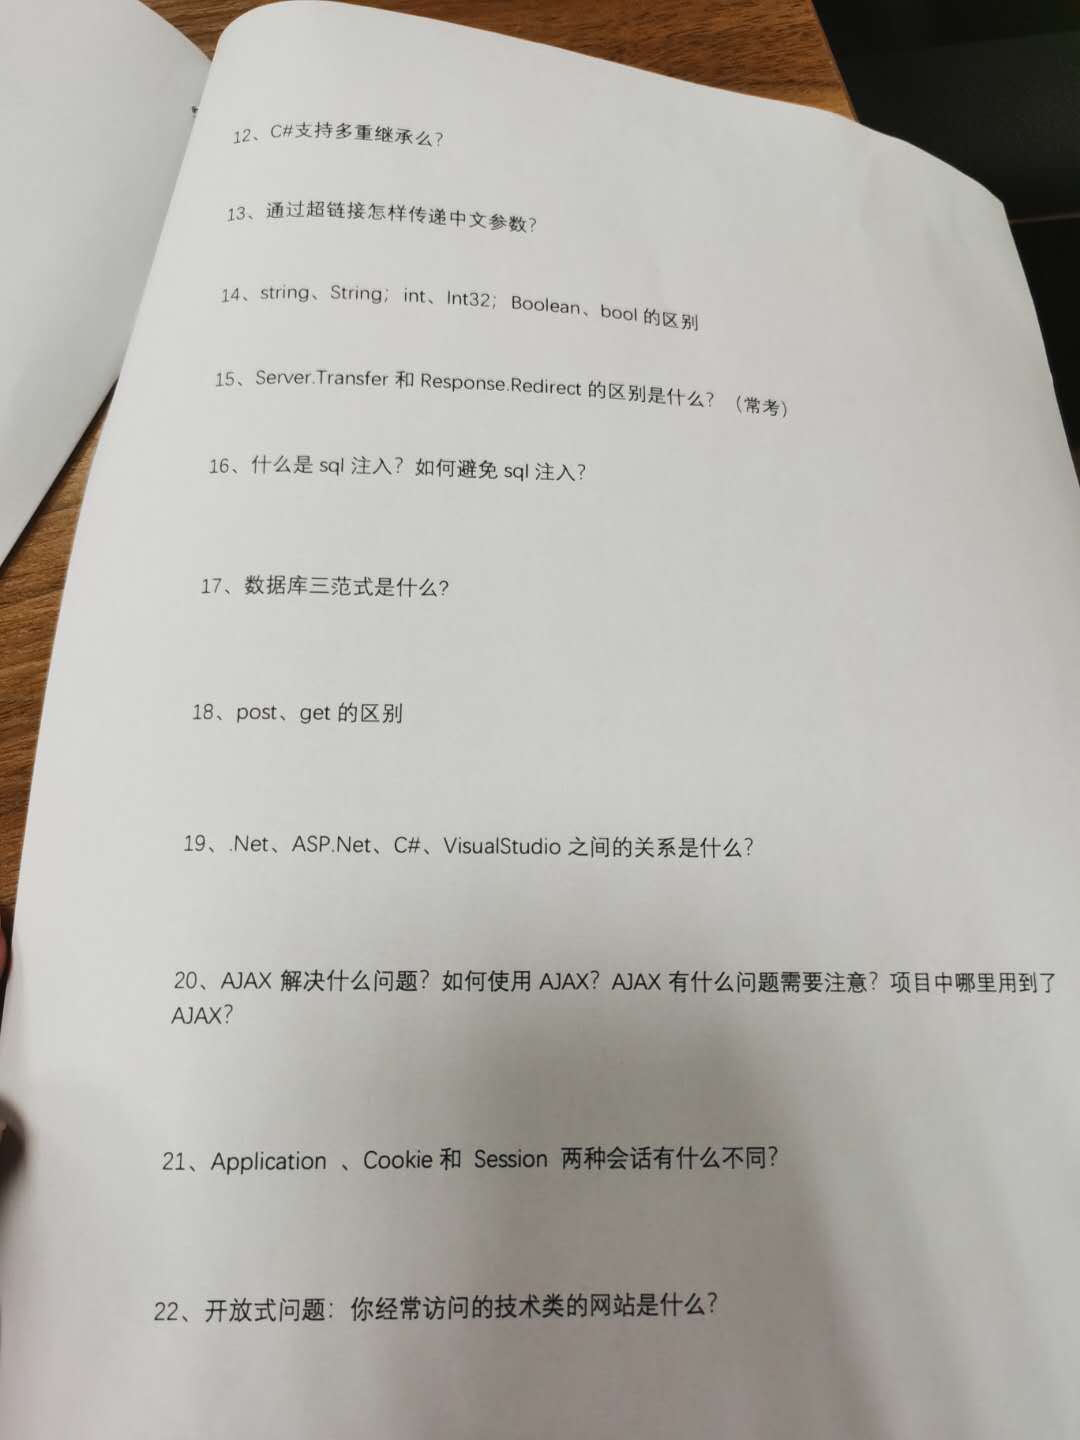 12、C#支持多重继承么?
13、通过超链接怎样传递中文参数?
14、string、String；int、Int32；Boolean、bool 的区别
15、Server.Transfer 和 Response.Redirect 的区别是什么？（常考）
16、什么是 sql 注入？如何避免 sql 注入？
17、数据库三范式是什么?
18、post、get 的区别
19、.Net、ASP.Net、C#、VisualStudio 之间的关系是什么?
20、AJAX 解决什么问题？如何使用 AJAX？AJAX 有什么问题需要注意？项目中哪里用到了
AJAX？
21、Application 、Cookie 和 Session 两种会话有什么不同?
22、开放式问题：你经常访问的技术类的网站是什么？